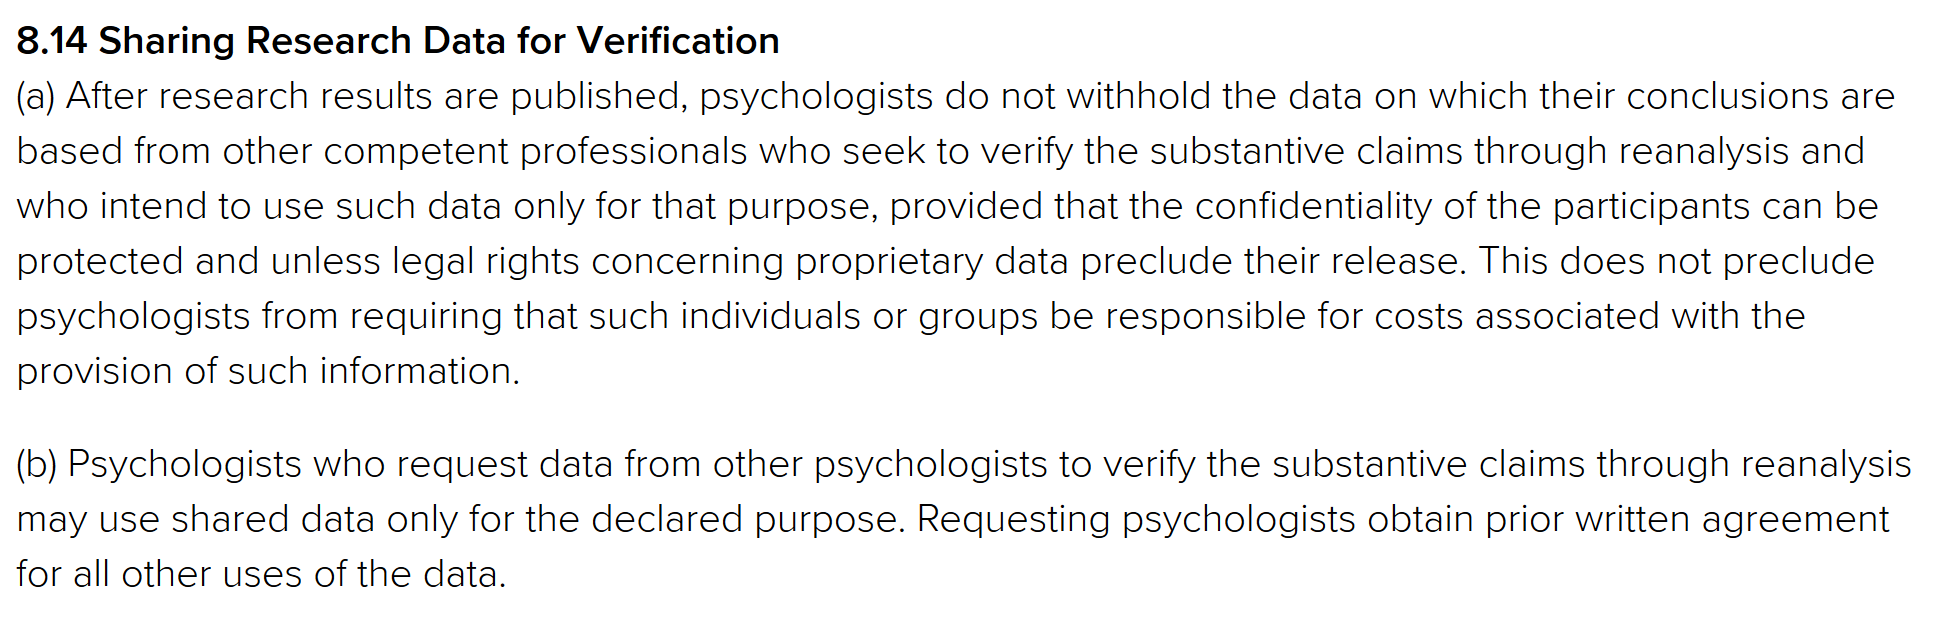 8.14 Sharing Research Data for Verification
(a) After research results are published, psychologists do not withhold the data on which their conclusions are
based from other competent professionals who seek to verify the substantive claims through reanalysis and
who intend to use such data only for that purpose, provided that the confidentiality of the participants can be
protected and unless legal rights concerning proprietary data preclude their release. This does not preclude
psychologists from requiring that such individuals or groups be responsible for costs associated with the
provision of such information.
(b) Psychologists who request data from other psychologists to verify the substantive claims through reanalysis
may use shared data only for the declared purpose. Requesting psychologists obtain prior written agreement
for all other uses of the data.